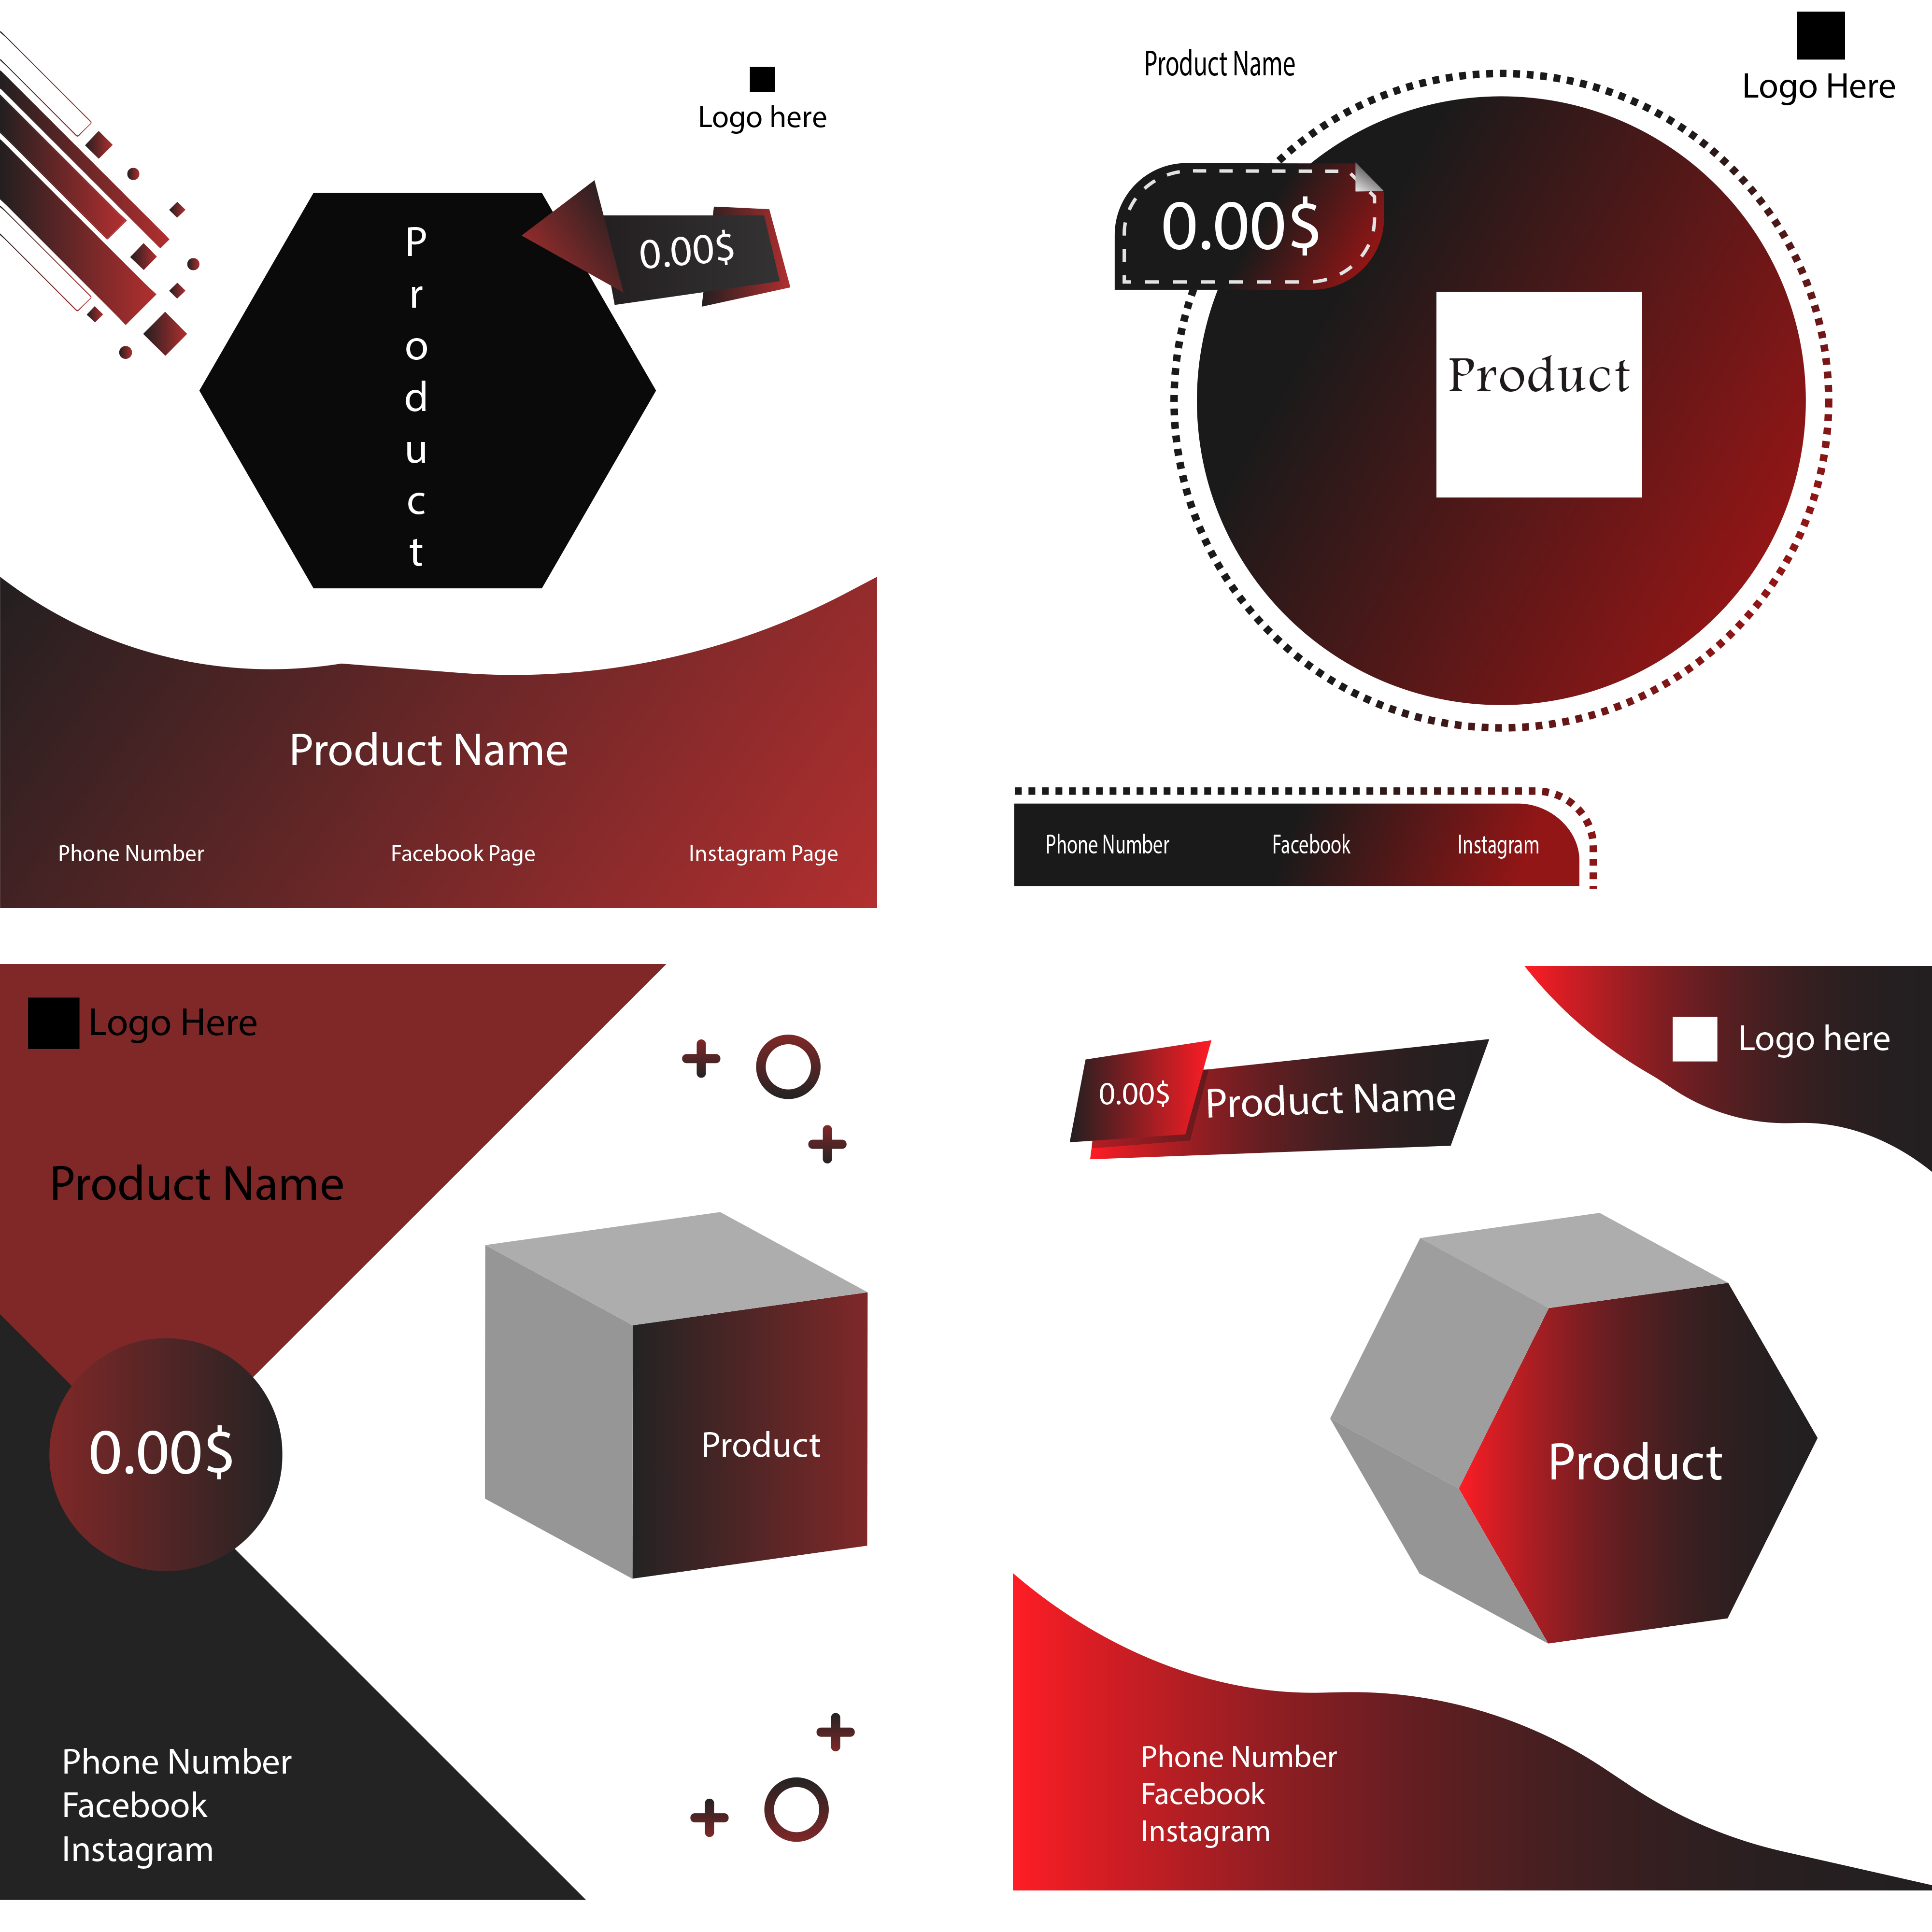 Logo here
Product
0.00$
Product Name
Phone Number Facebook Page Instagram Page
Product Name
Logo Here
0.00$
Product
Phone Number Facebook Instagram
Logo Here
Product Name
0.00$
Product
Phone Number
Facebook
Instagram
Logo here
0.00$ Product Name
Product
Phone Number
Facebook
Instagram